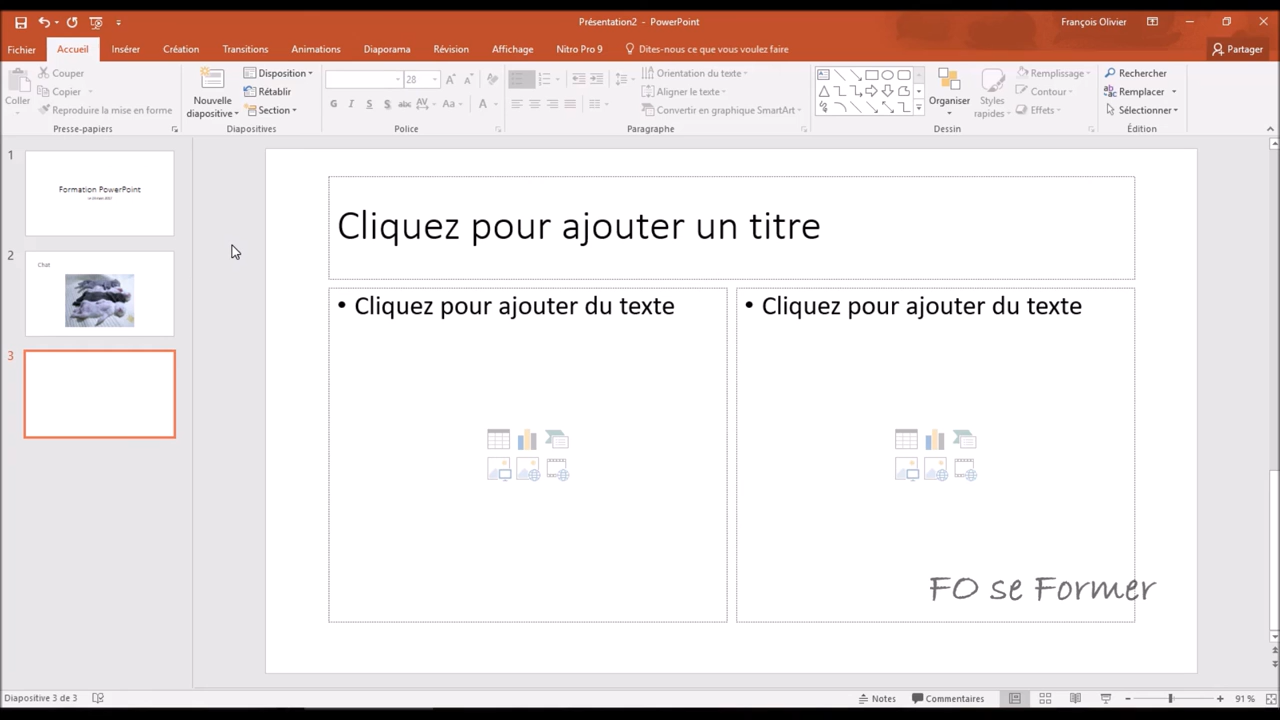 Présentation2 - PowerPoint
François Olivier
Fichier Accueil Insérer Création Transitions Animations Diaporama Révision Affichage Nitro Pro 9 Dites-nous ce que vous voulez faire Partager
Coller
Couper
Copier
Reproduire la mise en forme
Presse-papiers
Nouvelle diapositive
Disposition
Rétablir
Section
Diapositives
28
G I S S abc AV Aa A
Police
Orientation du texte
Aligner le texte
Convertir en graphique SmartArt
Paragraphe
Organiser
Styles rapides
Remplissage
Contour
Effets
Dessin
Rechercher
Remplacer
Sélectionner
Édition
1
Formation PowerPoint
2
Chat
3
Cliquez pour ajouter un titre
• Cliquez pour ajouter du texte
• Cliquez pour ajouter du texte
FO se Former
Diapositive 3 de 3
Notes
Commentaires
91 %